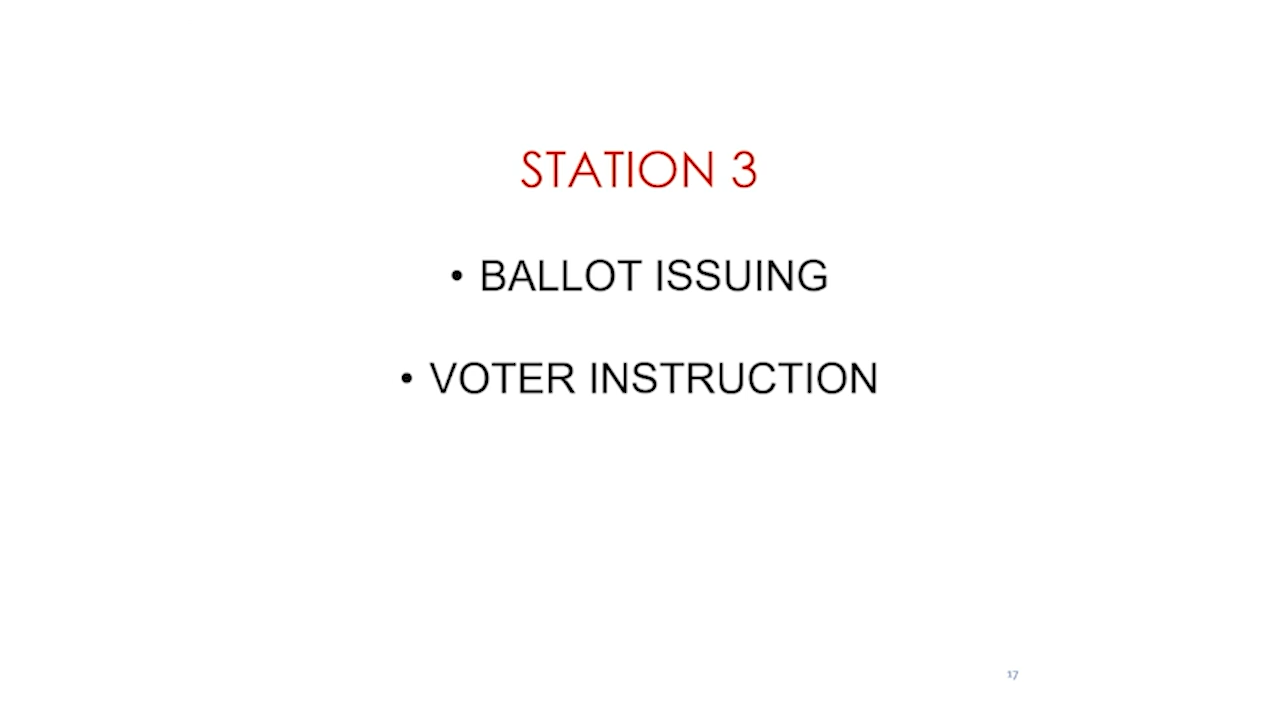 STATION 3
• BALLOT ISSUING
• VOTER INSTRUCTION
17